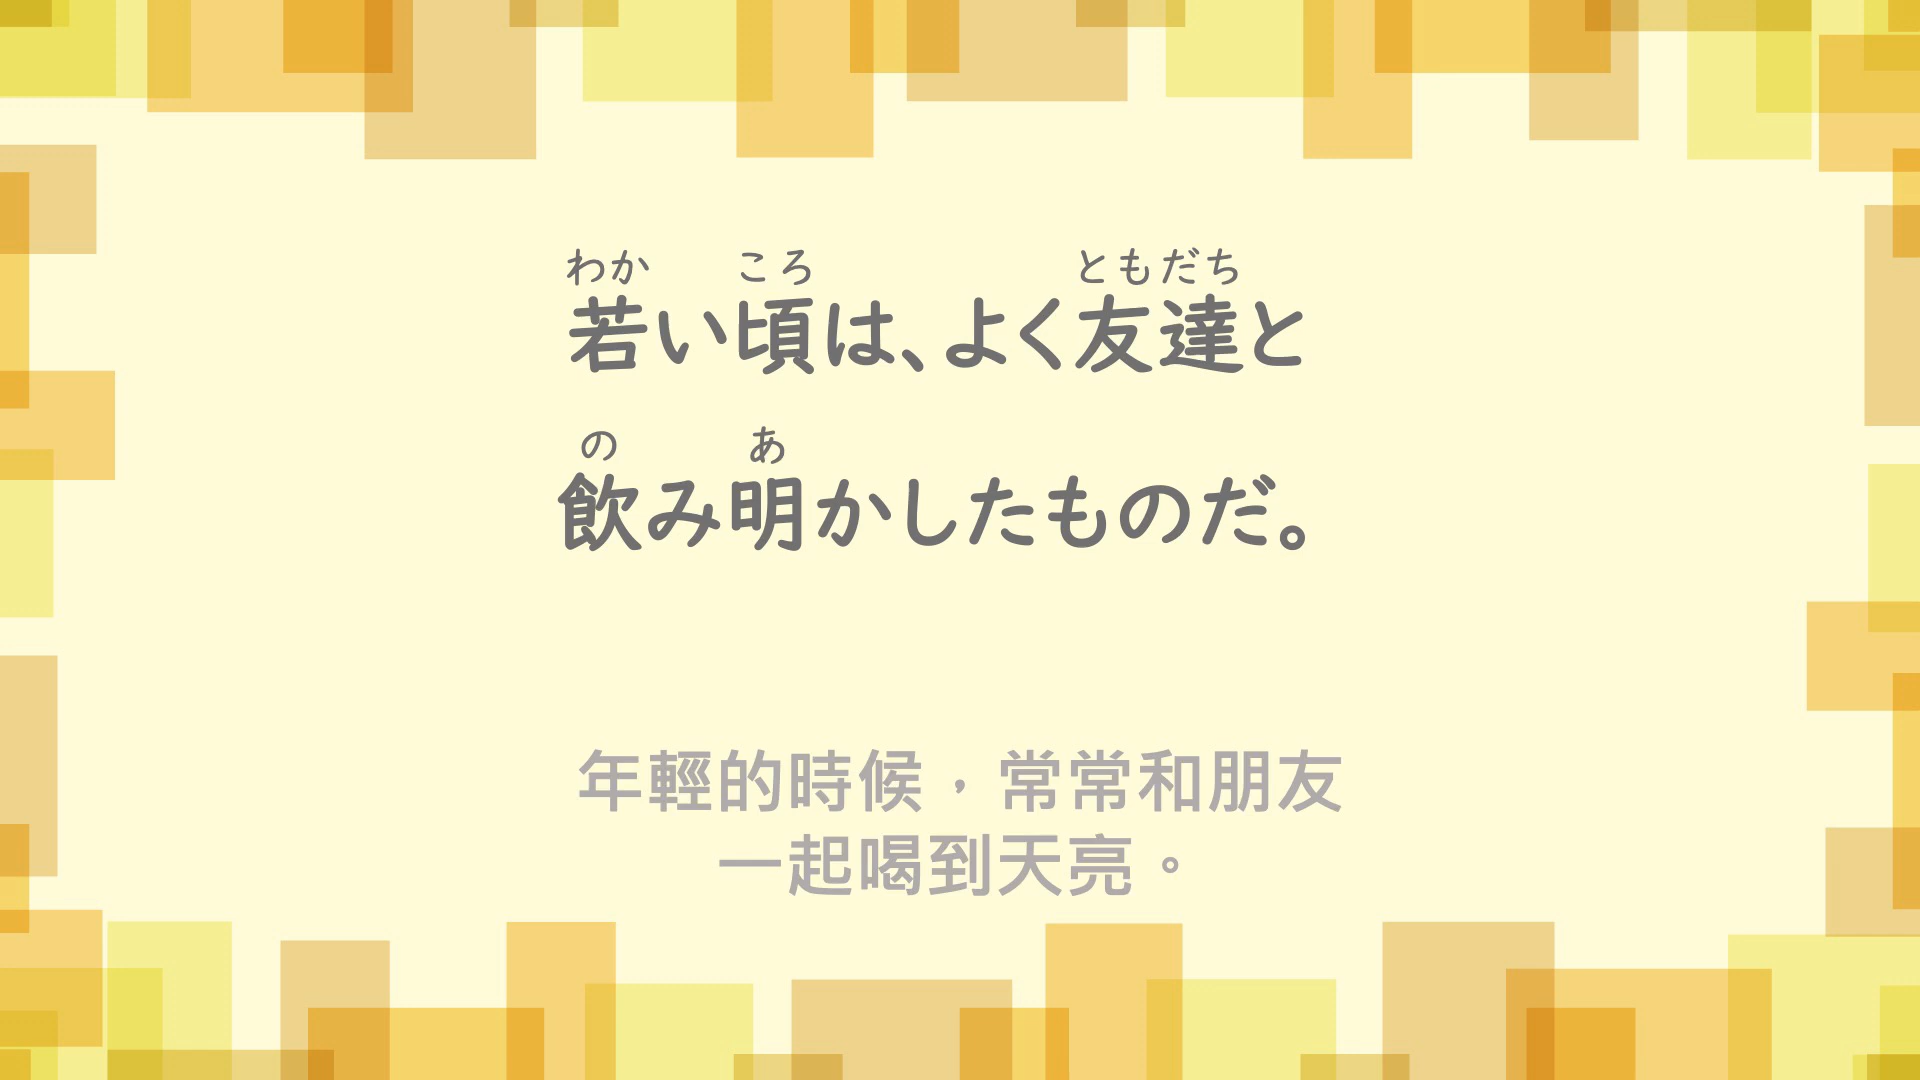 わか ころ ともだち
若い頃は、よく友達と
の あ
飲み明かしたものだ。
年輕的時候，常常和朋友
一起喝到天亮。